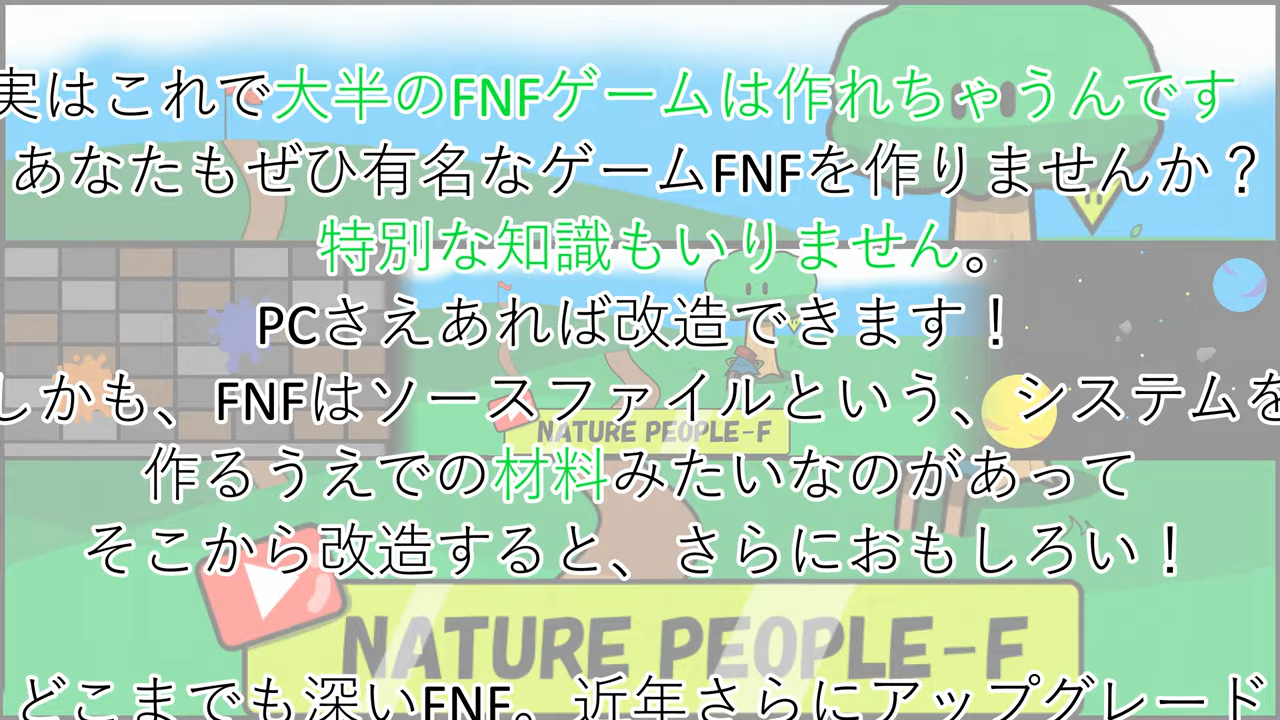 実はこれで大半のFNFゲームは作れちゃうんです
あなたもぜひ有名なゲームFNFを作りませんか？
特別な知識もいりません。
PCさえあれば改造できます！
しかも、FNFはソースファイルという、システムを
NATURE PEOPLE-F
作るうえでの材料みたいなのがあって
そこから改造すると、さらにおもしろい！
NATURE PEOPLE-F
どこまでも深いFNF。近年さらにアップグレード